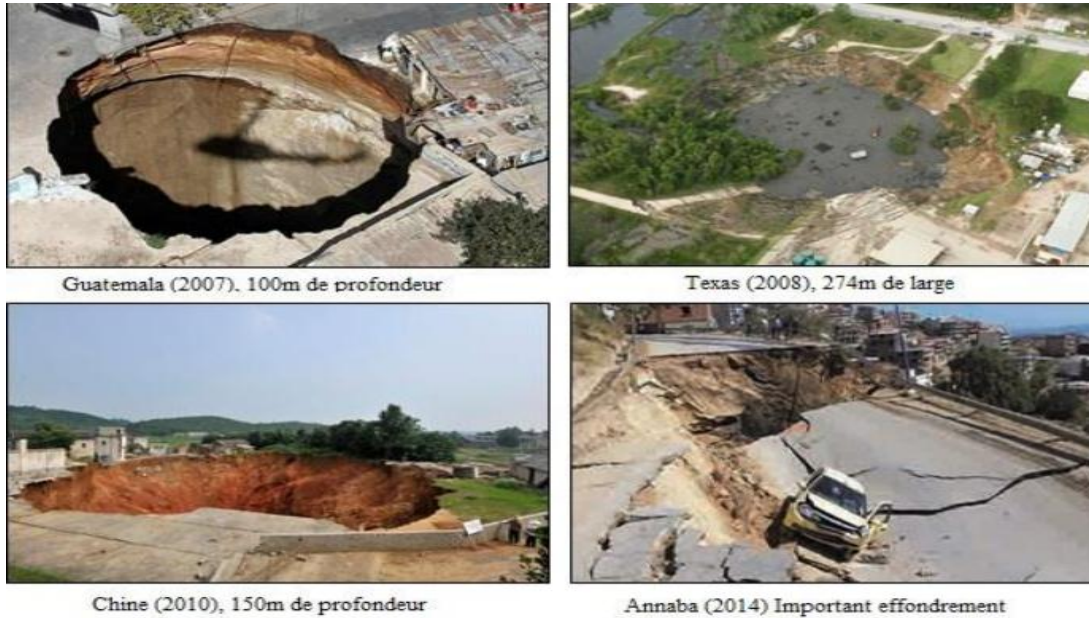 Guatemala (2007), 100m de profondeur
Texas (2008), 274m de large
Chine (2010), 150m de profondeur
Annaba (2014) Important effondrement